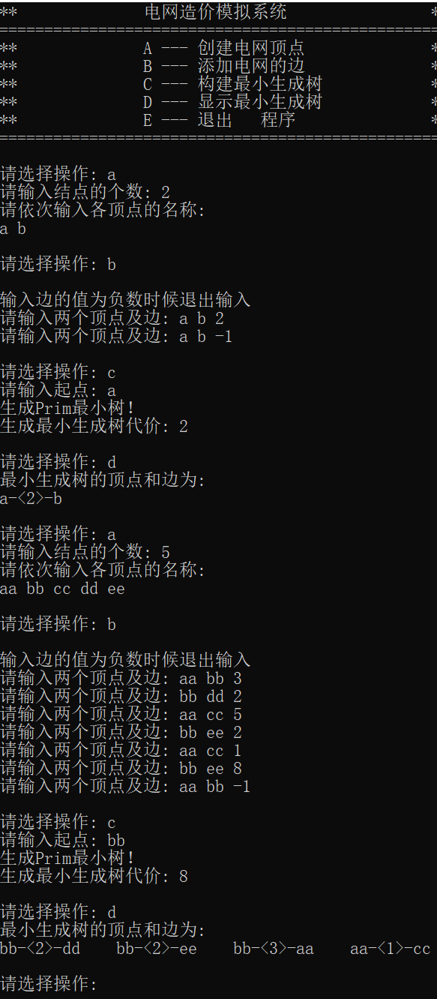 ** 电网造价模拟系统 *
==================================================
** A --- 创建电网顶点 *
** B --- 添加电网的边 *
** C --- 构建最小生成树 *
** D --- 显示最小生成树 *
** E --- 退出 程序 *
==================================================
请选择操作: a
请输入结点的个数: 2
请依次输入各顶点的名称:
a b
请选择操作: b
输入边的值为负数时候退出输入
请输入两个顶点及边: a b 2
请输入两个顶点及边: a b -1
请选择操作: c
请输入起点: a
生成Prim最小树!
生成最小生成树代价: 2
请选择操作: d
最小生成树的顶点和边为:
a-<2>-b
请选择操作: a
请输入结点的个数: 5
请依次输入各顶点的名称:
aa bb cc dd ee
请选择操作: b
输入边的值为负数时候退出输入
请输入两个顶点及边: aa bb 3
请输入两个顶点及边: bb dd 2
请输入两个顶点及边: aa cc 5
请输入两个顶点及边: bb ee 2
请输入两个顶点及边: aa cc 1
请输入两个顶点及边: bb ee 8
请输入两个顶点及边: aa bb -1
请选择操作: c
请输入起点: bb
生成Prim最小树!
生成最小生成树代价: 8
请选择操作: d
最小生成树的顶点和边为:
bb-<2>-dd bb-<2>-ee bb-<3>-aa aa-<1>-cc
请选择操作: